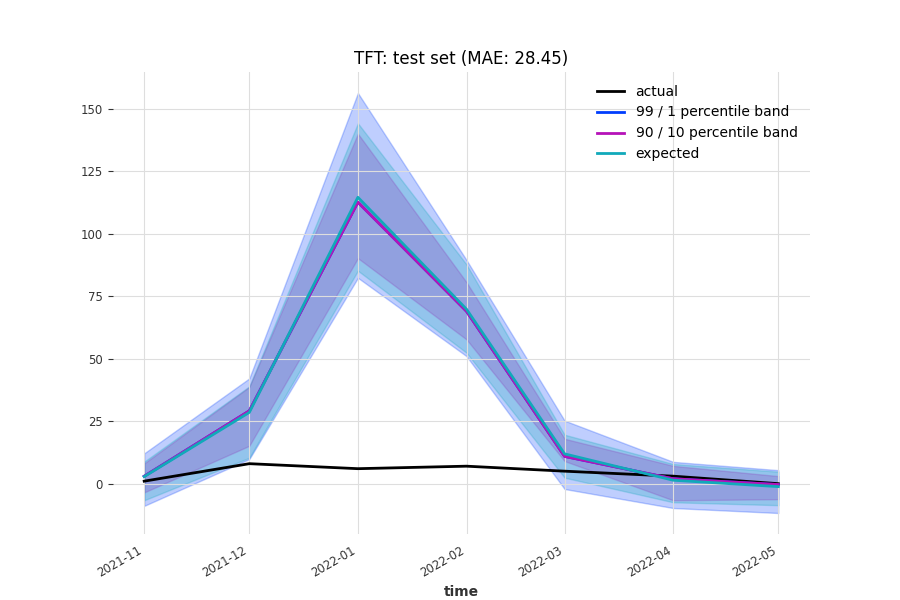 TFT: test set (MAE: 28.45)
actual
99 / 1 percentile band
90 / 10 percentile band
expected
150
125
100
75
50
25
0
2021-11
2021-12
2022-01
2022-02
2022-03
2022-04
2022-05
time